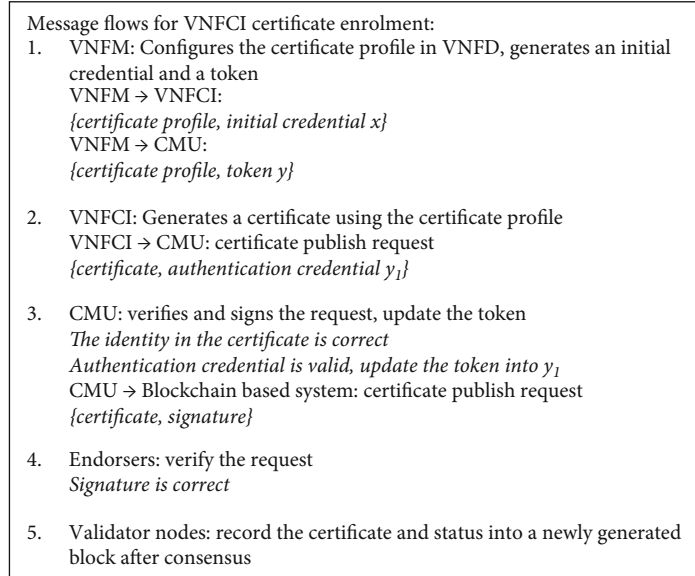 Message flows for VNFCI certificate enrolment:
1. VNFM: Configures the certificate profile in VNFD, generates an initial
credential and a token
VNFM → VNFCI:
{certificate profile, initial credential x}
VNFM → CMU:
{certificate profile, token y}
2. VNFCI: Generates a certificate using the certificate profile
VNFCI → CMU: certificate publish request
{certificate, authentication credential y₁}
3. CMU: verifies and signs the request, update the token
The identity in the certificate is correct
Authentication credential is valid, update the token into y₁
CMU → Blockchain based system: certificate publish request
{certificate, signature}
4. Endorsers: verify the request
Signature is correct
5. Validator nodes: record the certificate and status into a newly generated
block after consensus